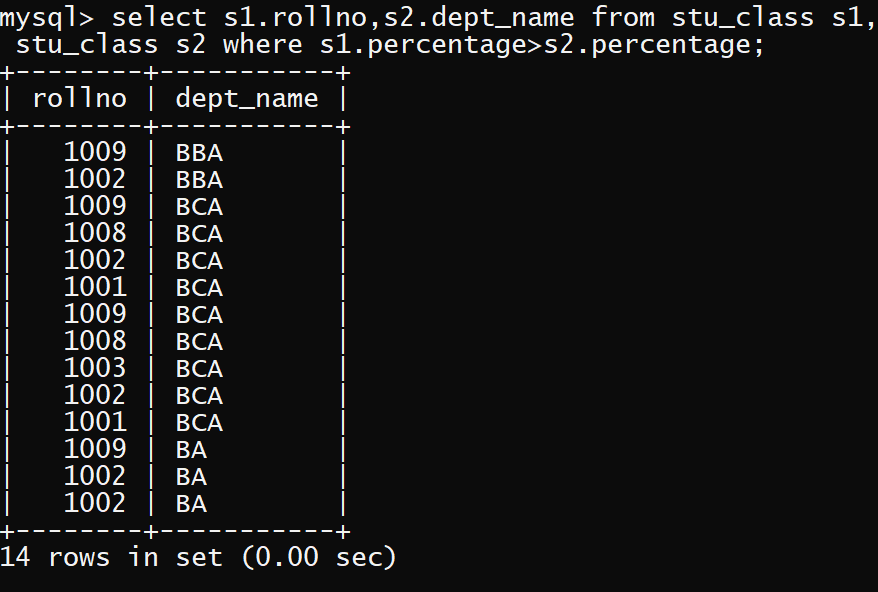 mysql> select s1.rollno,s2.dept_name from stu_class s1,
 stu_class s2 where s1.percentage>s2.percentage;
+--------+-----------+
| rollno | dept_name |
+--------+-----------+
|   1009 | BBA       |
|   1002 | BBA       |
|   1009 | BCA       |
|   1008 | BCA       |
|   1002 | BCA       |
|   1001 | BCA       |
|   1009 | BCA       |
|   1008 | BCA       |
|   1003 | BCA       |
|   1002 | BCA       |
|   1001 | BCA       |
|   1009 | BA        |
|   1002 | BA        |
|   1002 | BA        |
+--------+-----------+
14 rows in set (0.00 sec)